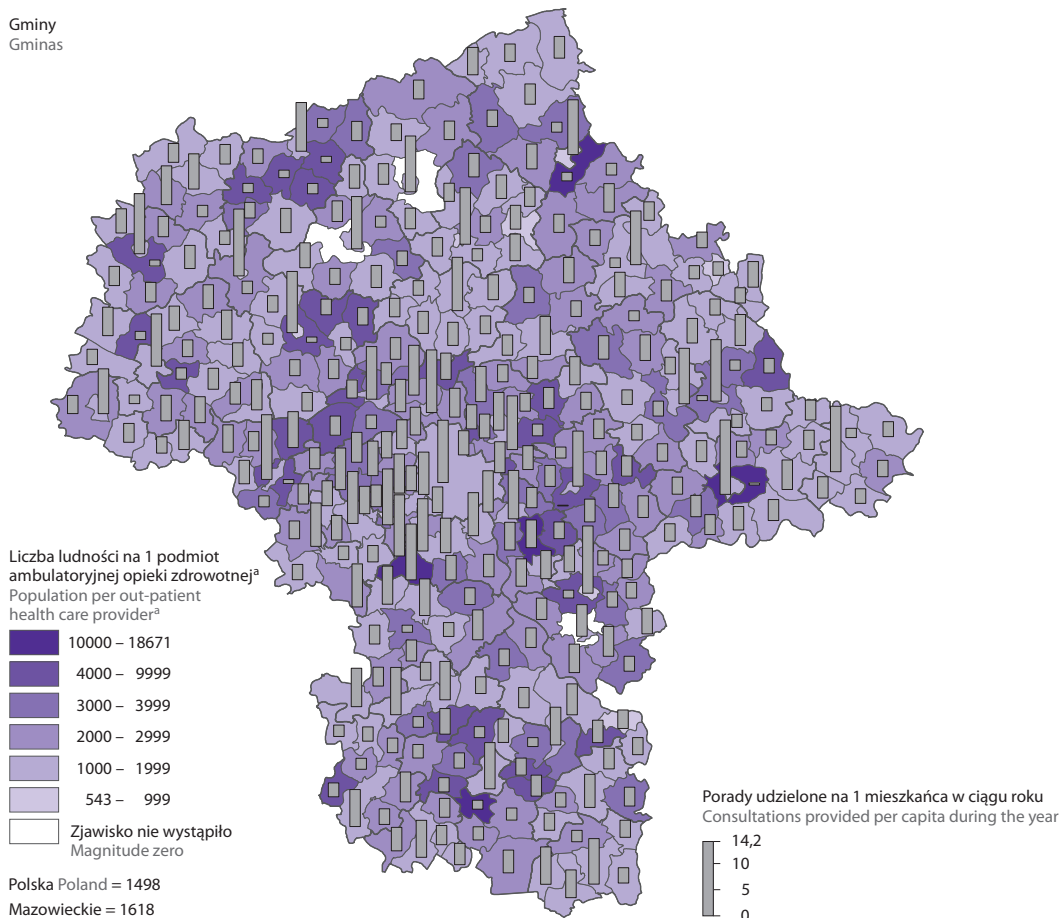 Gminy
Gminas
Liczba ludności na 1 podmiot
ambulatoryjnej opieki zdrowotnejᵃ
Population per out-patient
health care providerᵃ
10000 – 18671
4000 – 9999
3000 – 3999
2000 – 2999
1000 – 1999
543 – 999
Zjawisko nie wystąpiło
Magnitude zero
Polska Poland = 1498
Mazowieckie = 1618
Porady udzielone na 1 mieszkańca w ciągu roku
Consultations provided per capita during the year
14,2
10
5
0